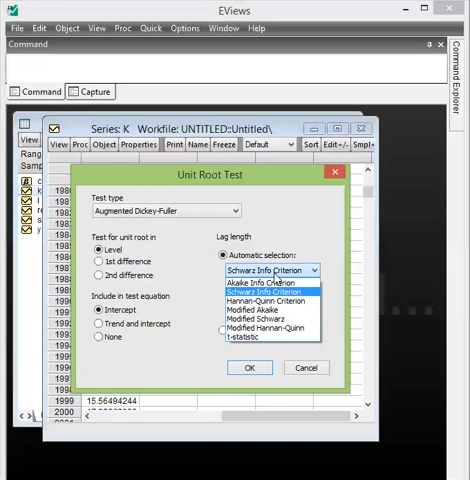 EViews
File Edit Object View Proc Quick Options Window Help
Command
Command Capture
Command Explorer
Series: K Workfile: UNTITLED::Untitled\
View
View Proc Object Properties Print Name Freeze Default Sort Edit+/- Smpl+
Rang
Samp
Unit Root Test
Test type
Augmented Dickey-Fuller
Test for unit root in
Level
1st difference
2nd difference
Include in test equation
Intercept
Trend and intercept
None
Lag length
Automatic selection:
Schwarz Info Criterion
Akaike Info Criterion
Schwarz Info Criterion
Hannan-Quinn Criterion
Modified Akaike
Modified Schwarz
Modified Hannan-Quinn
t-statistic
OK Cancel
1999 15.56494244
2000